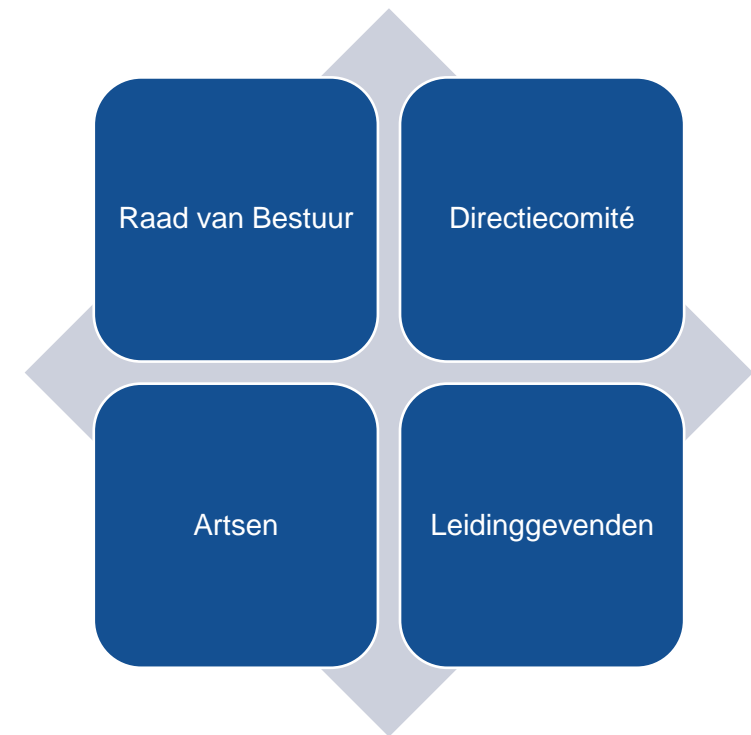 Raad van Bestuur
Directiecomité
Artsen
Leidinggevenden